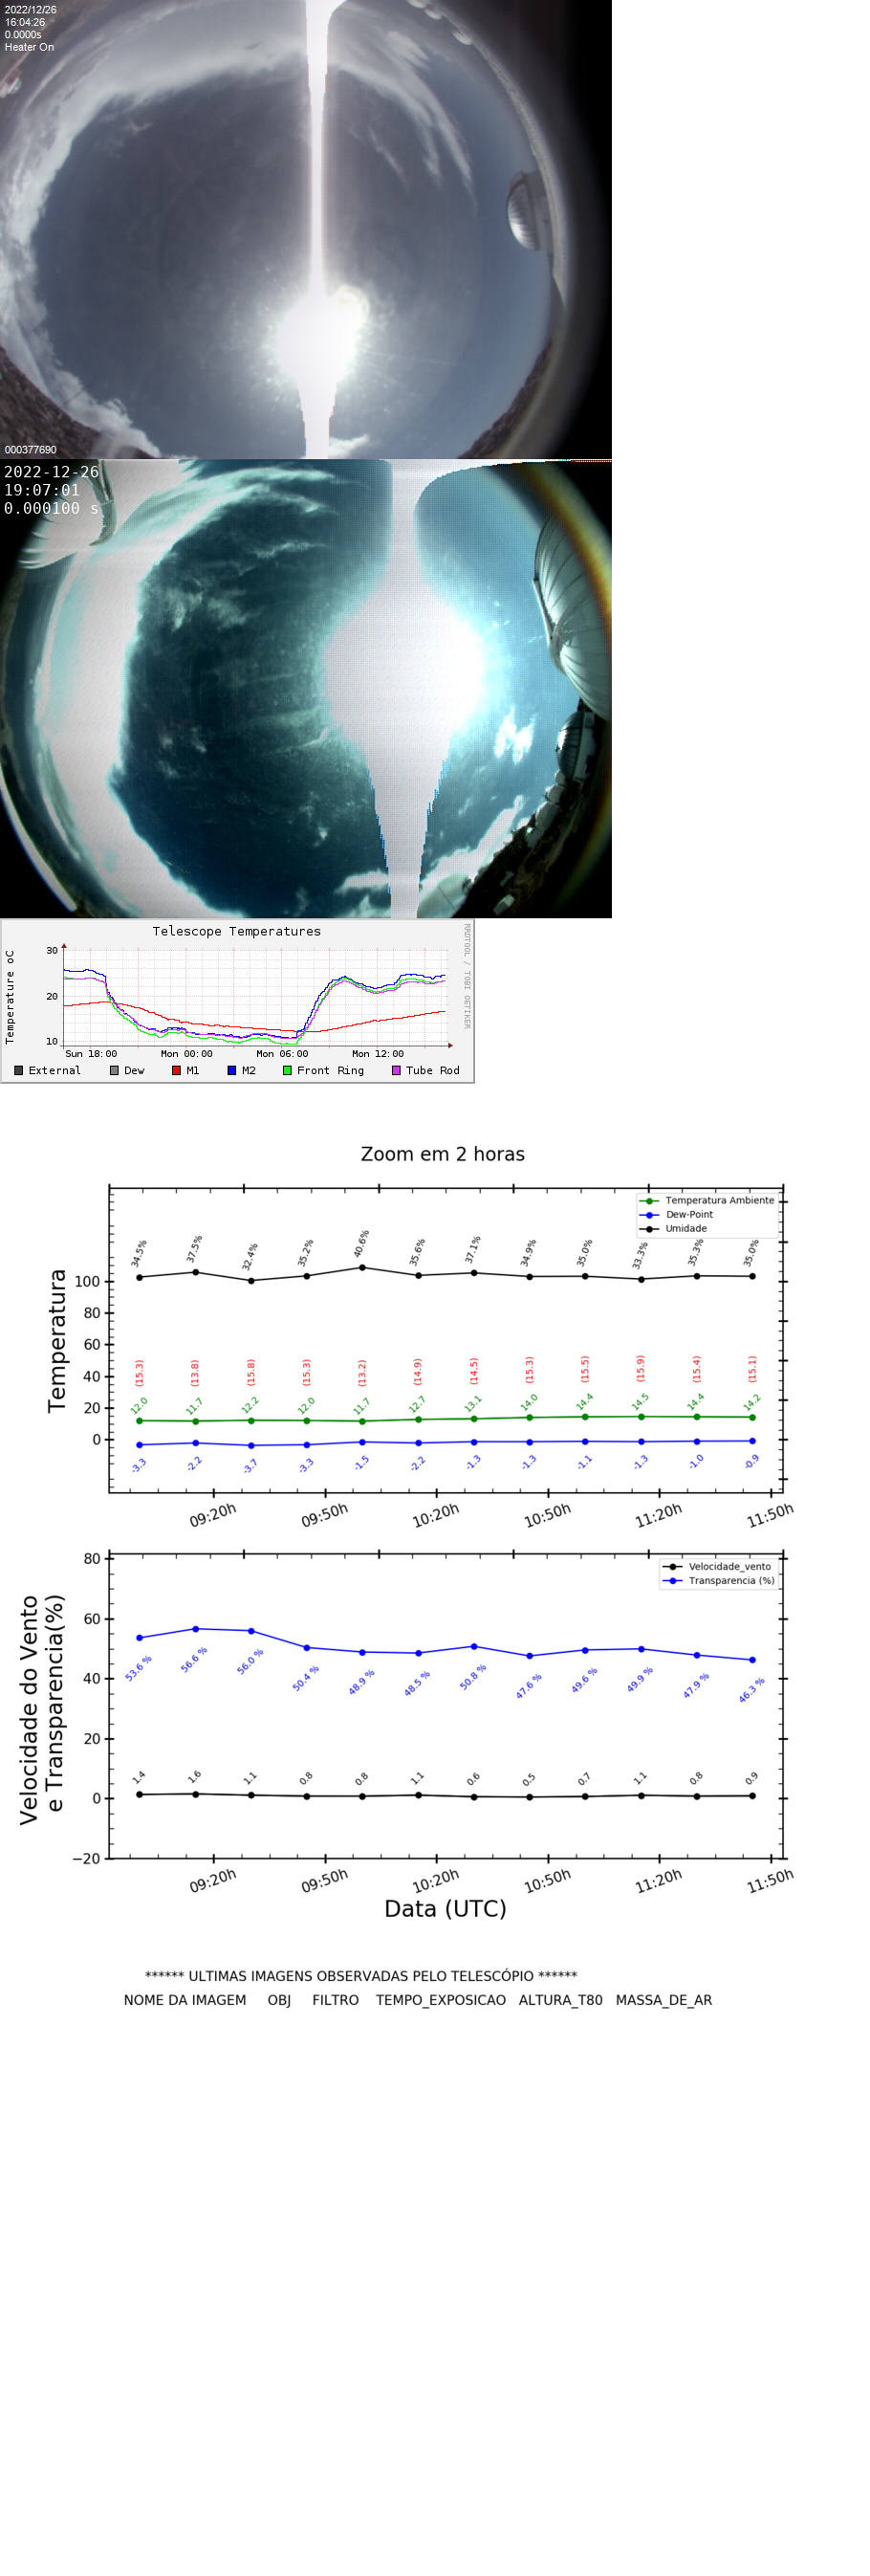 2022/12/26
16:04:26
0.0000s
Heater On
000377690
2022-12-26
19:07:01
0.000100 s
Telescope Temperatures
RRDTOOL / TOBI OETIKER
Temperature oC
30
20
10
Sun 18:00 Mon 00:00 Mon 06:00 Mon 12:00
External Dew M1 M2 Front Ring Tube Rod
Zoom em 2 horas
Temperatura Ambiente
Dew-Point
Umidade
34.5% 37.5% 32.4% 35.2% 40.6% 35.6% 37.1% 34.9% 35.0% 33.3% 35.3% 35.0%
Temperatura
100
80
60
40
20
0
(15.3) (13.8) (15.8) (15.3) (13.2) (14.9) (14.5) (15.3) (15.5) (15.9) (15.4) (15.1)
12.0 11.7 12.2 12.0 11.7 12.7 13.1 14.0 14.4 14.5 14.4 14.2
-3.3 -2.2 -3.7 -3.3 -1.5 -2.2 -1.3 -1.3 -1.1 -1.3 -1.0 -0.9
09:20h 09:50h 10:20h 10:50h 11:20h 11:50h
Velocidade_vento
Transparencia (%)
Velocidade do Vento
e Transparencia(%)
80
60
40
20
0
−20
53.6 % 56.6 % 56.0 % 50.4 % 48.9 % 48.5 % 50.8 % 47.6 % 49.6 % 49.9 % 47.9 % 46.3 %
1.4 1.6 1.1 0.8 0.8 1.1 0.6 0.5 0.7 1.1 0.8 0.9
09:20h 09:50h 10:20h 10:50h 11:20h 11:50h
Data (UTC)
****** ULTIMAS IMAGENS OBSERVADAS PELO TELESCÓPIO ******
NOME DA IMAGEM OBJ FILTRO TEMPO_EXPOSICAO ALTURA_T80 MASSA_DE_AR